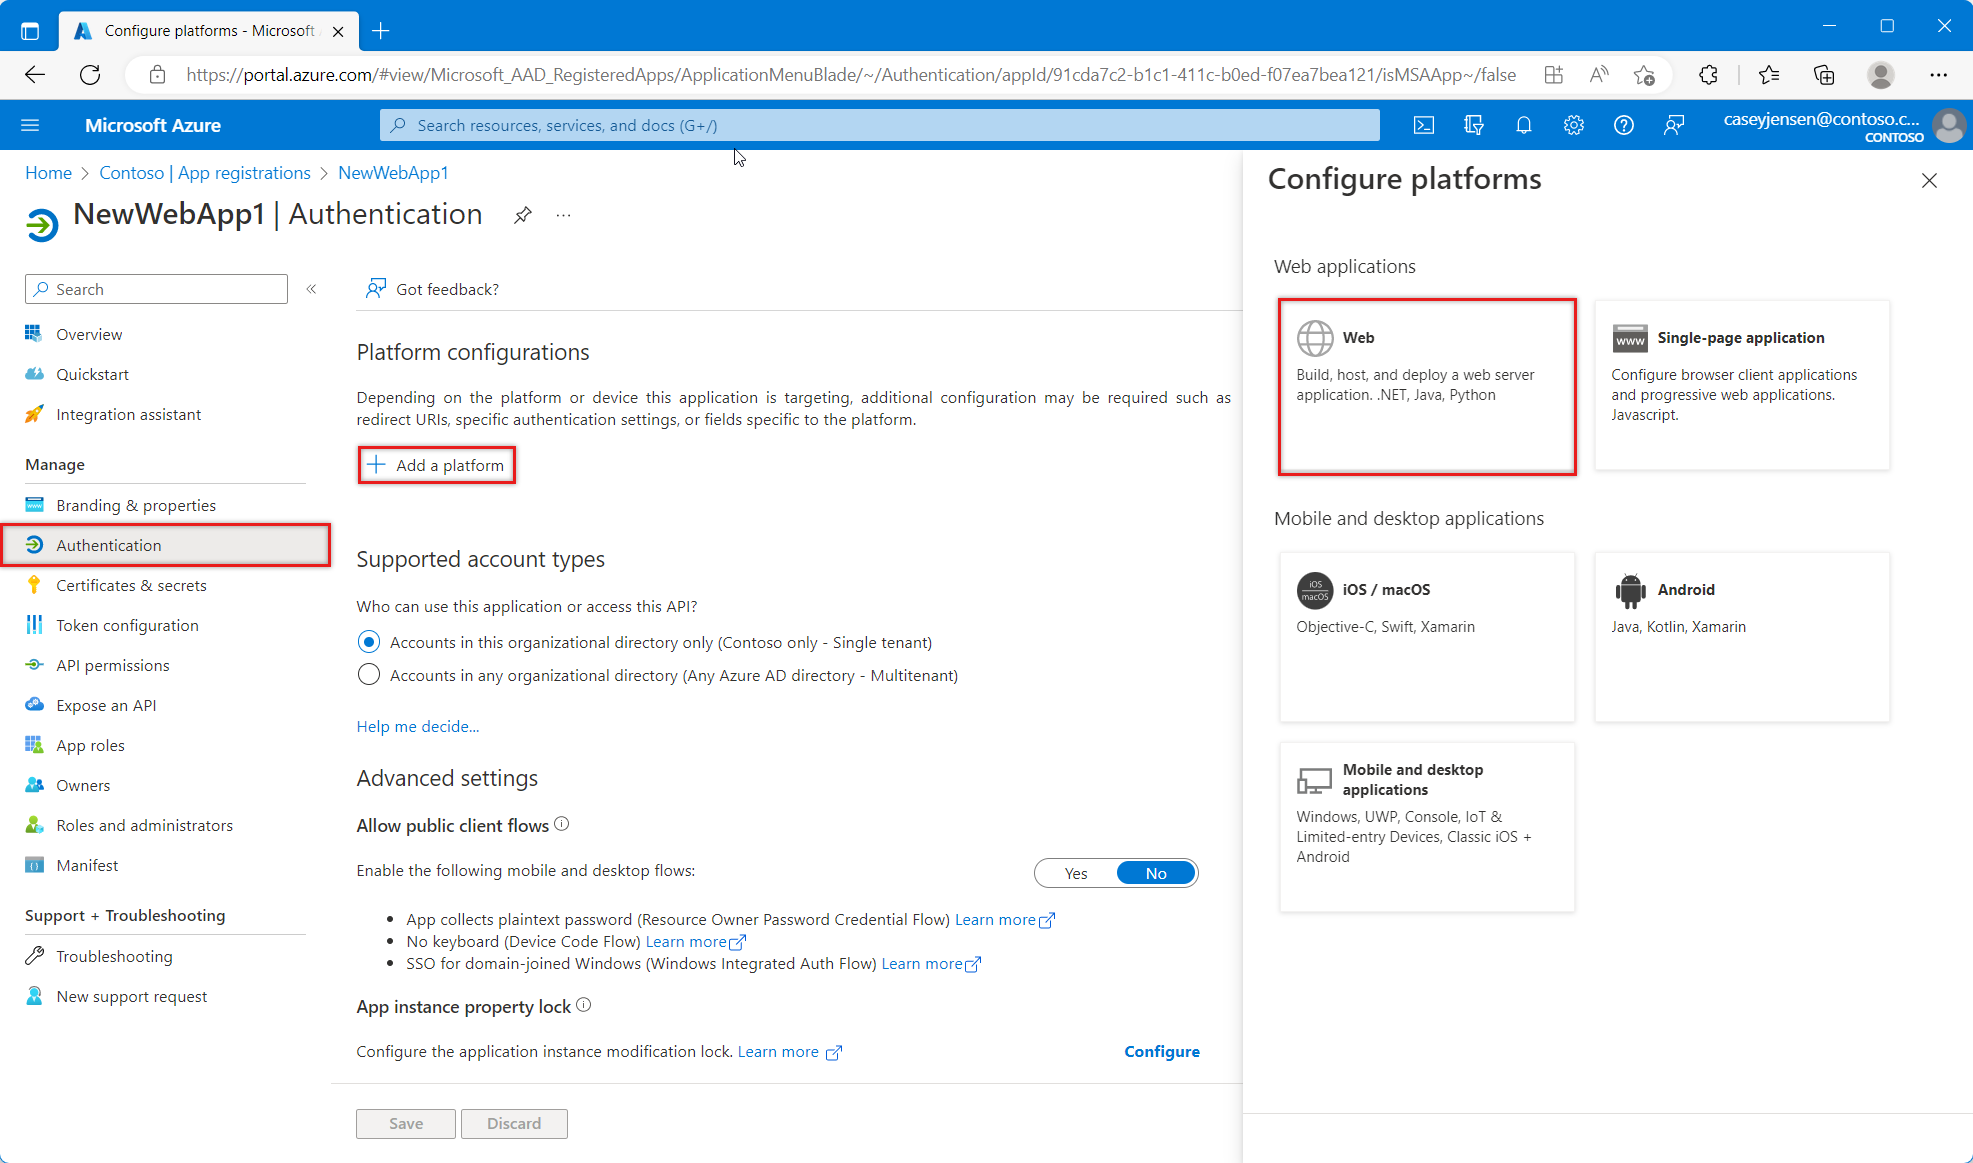 Configure platforms - Microsoft
https://portal.azure.com/#view/Microsoft_AAD_RegisteredApps/ApplicationMenuBlade/~/Authentication/appId/91cda7c2-b1c1-411c-b0ed-f07ea7bea121/isMSAApp~/false
Microsoft Azure
Search resources, services, and docs (G+/)
caseyjensen@contoso.c...
CONTOSO
Home > Contoso | App registrations > NewWebApp1
NewWebApp1 | Authentication
Search
Overview
Quickstart
Integration assistant
Manage
Branding & properties
Authentication
Certificates & secrets
Token configuration
API permissions
Expose an API
App roles
Owners
Roles and administrators
Manifest
Support + Troubleshooting
Troubleshooting
New support request
Got feedback?
Platform configurations
Depending on the platform or device this application is targeting, additional configuration may be required such as
redirect URIs, specific authentication settings, or fields specific to the platform.
Add a platform
Supported account types
Who can use this application or access this API?
Accounts in this organizational directory only (Contoso only - Single tenant)
Accounts in any organizational directory (Any Azure AD directory - Multitenant)
Help me decide...
Advanced settings
Allow public client flows
Enable the following mobile and desktop flows:
Yes
No
App collects plaintext password (Resource Owner Password Credential Flow) Learn more
No keyboard (Device Code Flow) Learn more
SSO for domain-joined Windows (Windows Integrated Auth Flow) Learn more
App instance property lock
Configure the application instance modification lock. Learn more
Configure
Save
Discard
Configure platforms
Web applications
Web
Build, host, and deploy a web server
application. .NET, Java, Python
www
Single-page application
Configure browser client applications
and progressive web applications.
Javascript.
Mobile and desktop applications
iOS
macOS
iOS / macOS
Objective-C, Swift, Xamarin
Android
Java, Kotlin, Xamarin
Mobile and desktop
applications
Windows, UWP, Console, IoT &
Limited-entry Devices, Classic iOS +
Android